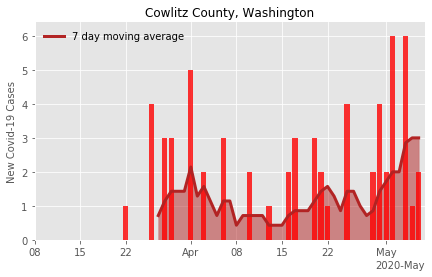 Cowlitz County, Washington
7 day moving average
New Covid-19 Cases
6
5
4
3
2
1
0
08 15 22 Apr 08 15 22 May
2020-May